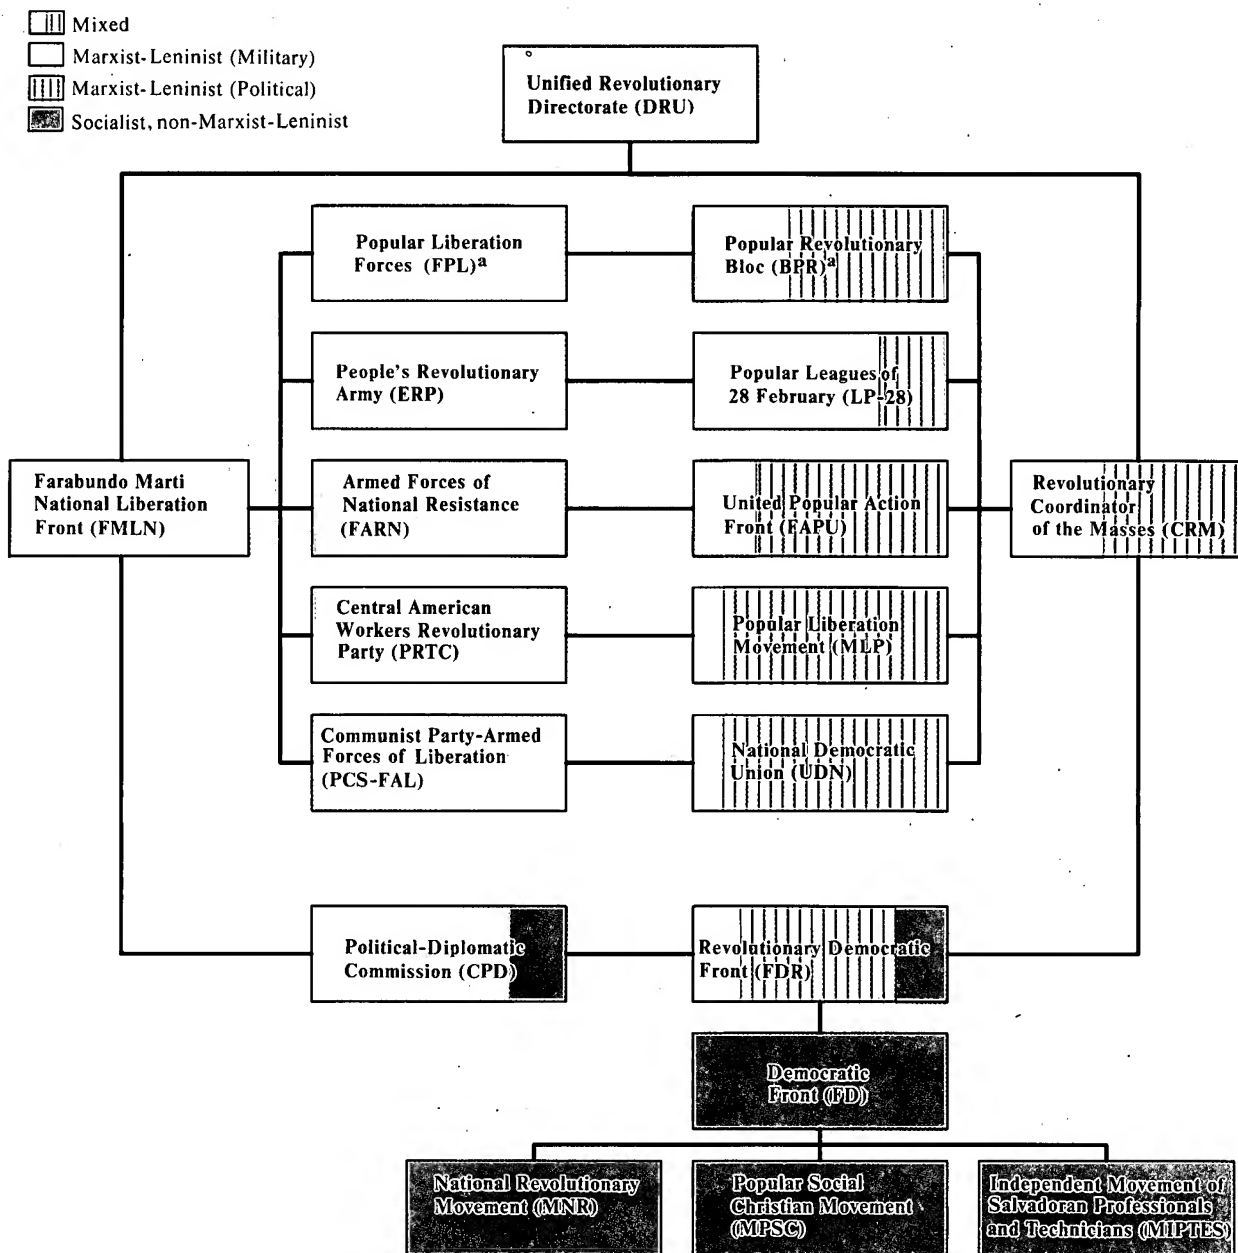 Mixed
Marxist-Leninist (Military)
Marxist-Leninist (Political)
Socialist, non-Marxist-Leninist
Unified Revolutionary
Directorate (DRU)
Popular Liberation
Forces (FPL)a
Popular Revolutionary
Bloc (BPR)a
People's Revolutionary
Army (ERP)
Popular Leagues of
28 February (LP-28)
Farabundo Marti
National Liberation
Front (FMLN)
Armed Forces of
National Resistance
(FARN)
United Popular Action
Front (FAPU)
Revolutionary
Coordinator
of the Masses (CRM)
Central American
Workers Revolutionary
Party (PRTC)
Popular Liberation
Movement (MLP)
Communist Party-Armed
Forces of Liberation
(PCS-FAL)
National Democratic
Union (UDN)
Political-Diplomatic
Commission (CPD)
Revolutionary Democratic
Front (FDR)
Democratic
Front (FD)
National Revolutionary
Movement (MNR)
Popular Social
Christian Movement
(MPSC)
Independent Movement of
Salvadoran Professionals
and Technicians (MIPTES)